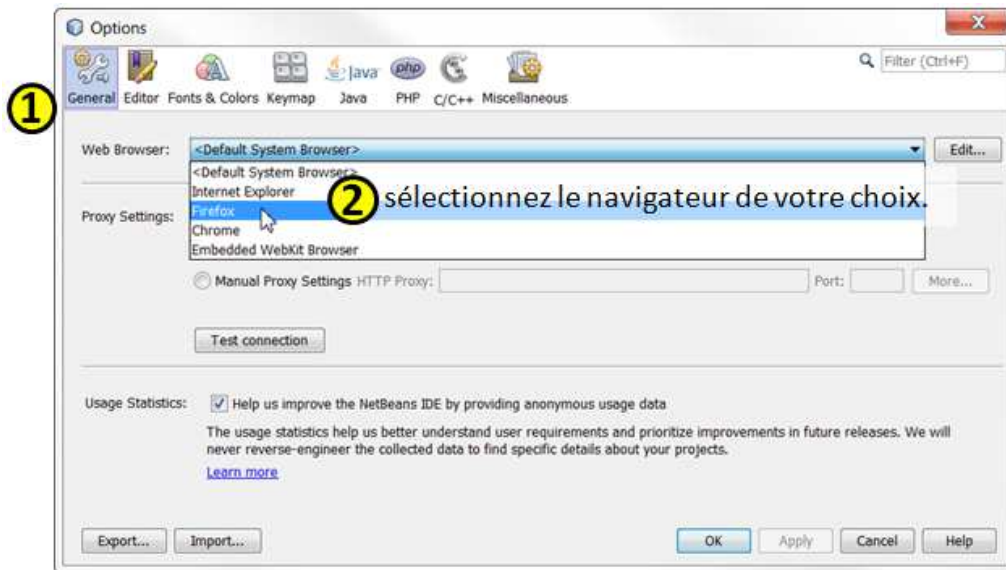 Options
Filter (Ctrl+F)
General Editor Fonts & Colors Keymap Java PHP C/C++ Miscellaneous
1
Web Browser: <Default System Browser> Edit...
<Default System Browser>
Internet Explorer
2 sélectionnez le navigateur de votre choix.
Proxy Settings: Firefox
Chrome
Embedded WebKit Browser
Manual Proxy Settings HTTP Proxy: Port: More...
Test connection
Usage Statistics: Help us improve the NetBeans IDE by providing anonymous usage data
The usage statistics help us better understand user requirements and prioritize improvements in future releases. We will
never reverse-engineer the collected data to find specific details about your projects.
Learn more
Export... Import... OK Apply Cancel Help